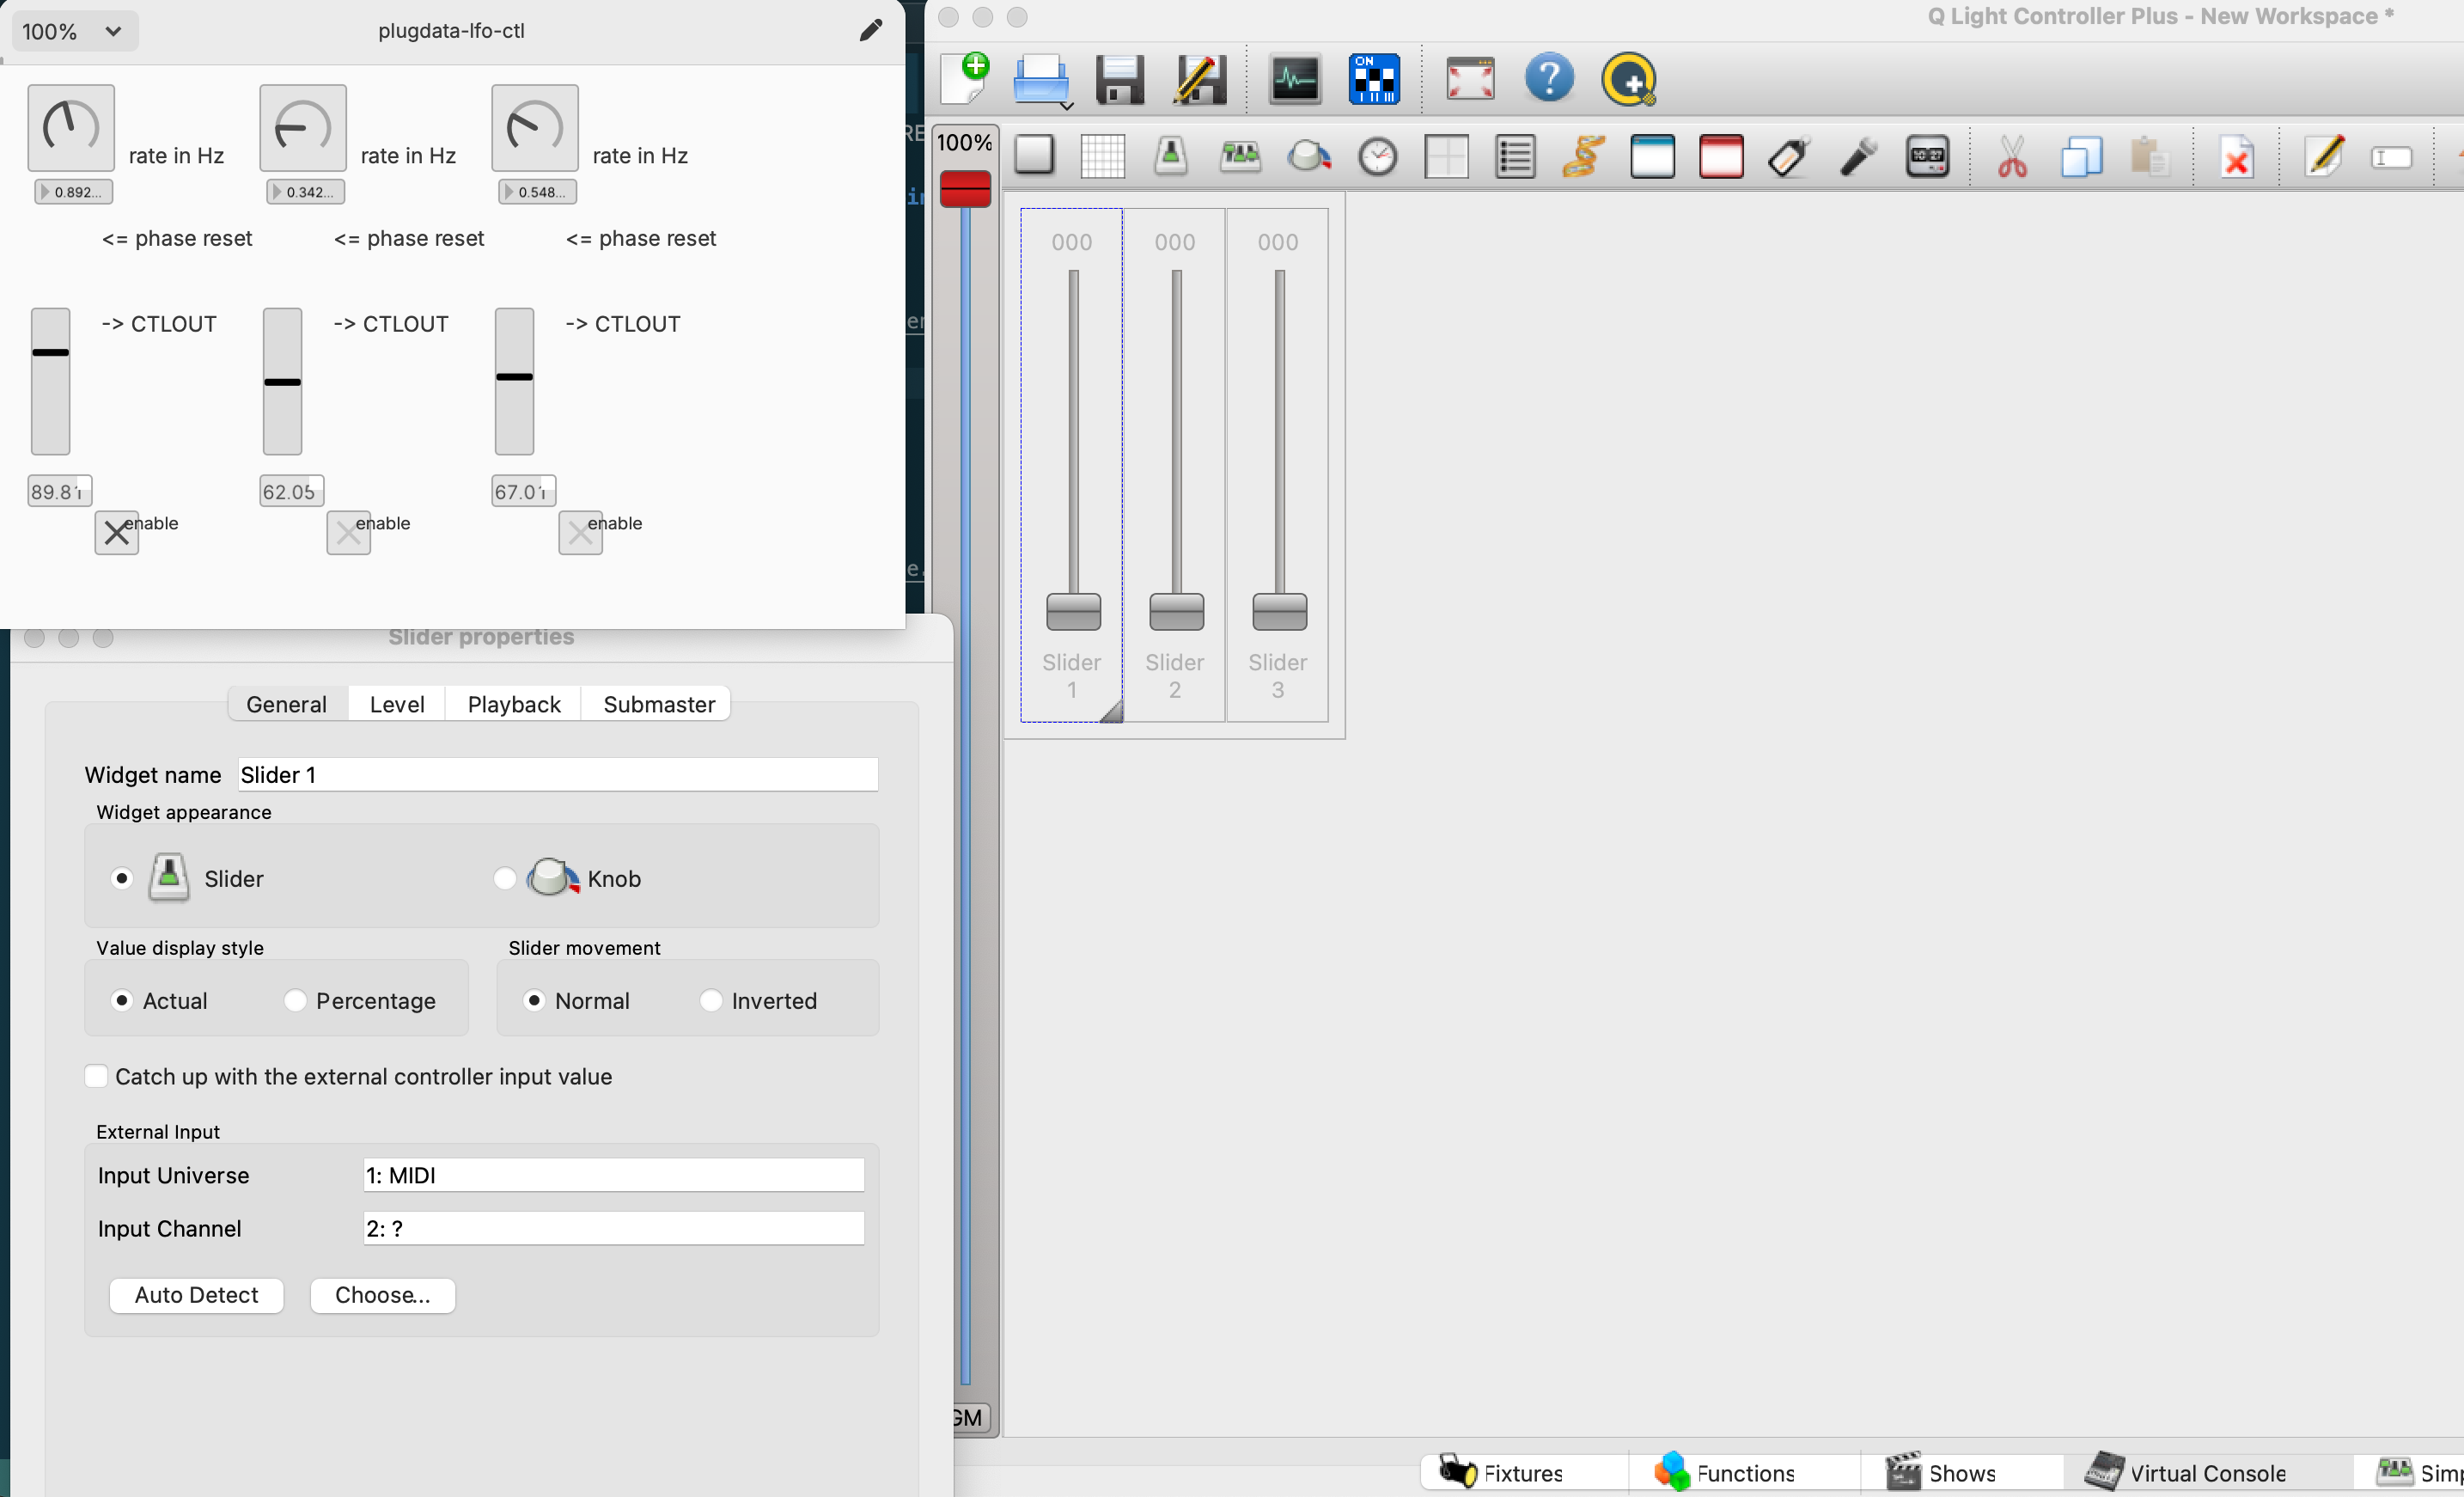 100%
plugdata-lfo-ctl
rate in Hz
rate in Hz
rate in Hz
0.892...
0.342...
0.548...
<= phase reset
<= phase reset
<= phase reset
-> CTLOUT
-> CTLOUT
-> CTLOUT
89.81
62.05
67.01
enable
enable
enable
Slider properties
General
Level
Playback
Submaster
Widget name
Slider 1
Widget appearance
Slider
Knob
Value display style
Slider movement
Actual
Percentage
Normal
Inverted
Catch up with the external controller input value
External Input
Input Universe
1: MIDI
Input Channel
2: ?
Auto Detect
Choose...
Q Light Controller Plus - New Workspace *
ON
I II III
100%
10:27
000
000
000
Slider
1
Slider
2
Slider
3
GM
Fixtures
Functions
Shows
Virtual Console